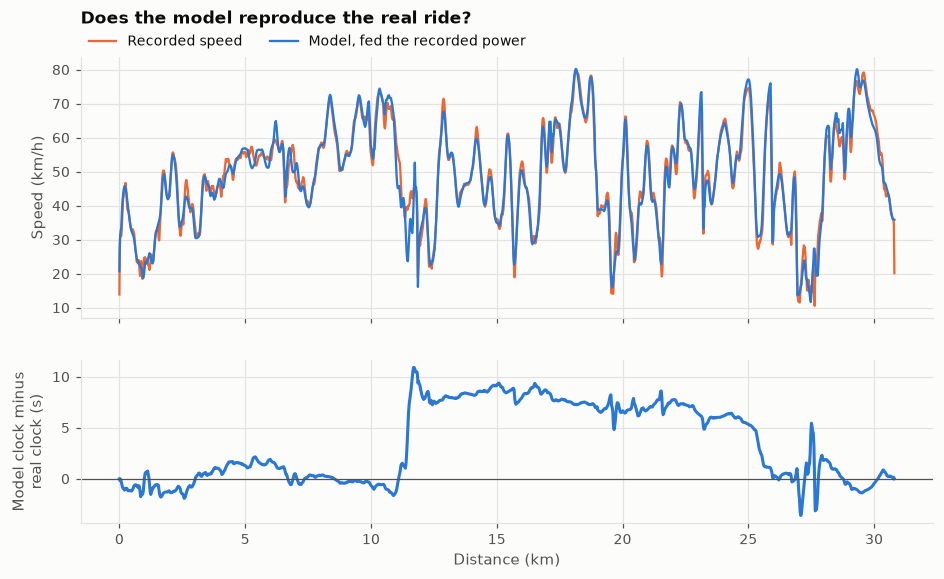 Does the model reproduce the real ride?
Recorded speed
Model, fed the recorded power
Speed (km/h)
80
70
60
50
40
30
20
10
Model clock minus
real clock (s)
10
5
0
0
5
10
15
20
25
30
Distance (km)